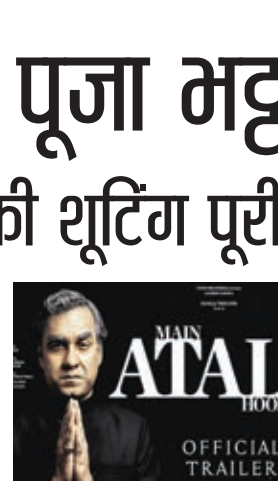 पूजा भट्ट
की शूटिंग पूरी
MAIN
ATAL
HOO
OFFICIAL
TRAILER